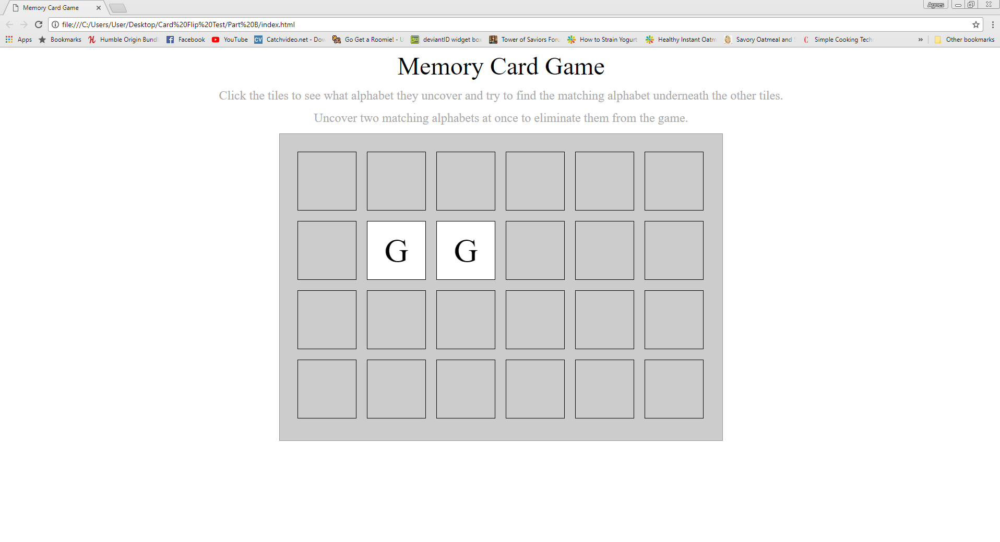 Memory Card Game
Agnes
file:///C:/Users/User/Desktop/Card%20Flip%20Test/Part%20B/index.html
Apps Bookmarks Humble Origin Bundl Facebook YouTube Catchvideo.net - Dow Go Get a Roomie! - U deviantID widget box Tower of Saviors Foru How to Strain Yogurt Healthy Instant Oatm Savory Oatmeal and Simple Cooking Tech » Other bookmarks
Memory Card Game
Click the tiles to see what alphabet they uncover and try to find the matching alphabet underneath the other tiles.
Uncover two matching alphabets at once to eliminate them from the game.
G G